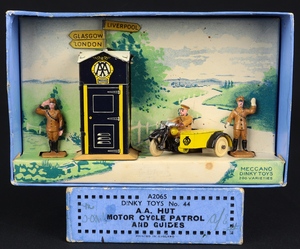 LIVERPOOL
GLASGOW
LONDON
AA
MECCANO
DINKY TOYS
A2065
DINKY TOYS No. 44
A.A. HUT
MOTOR CYCLE PATROL
AND GUIDES